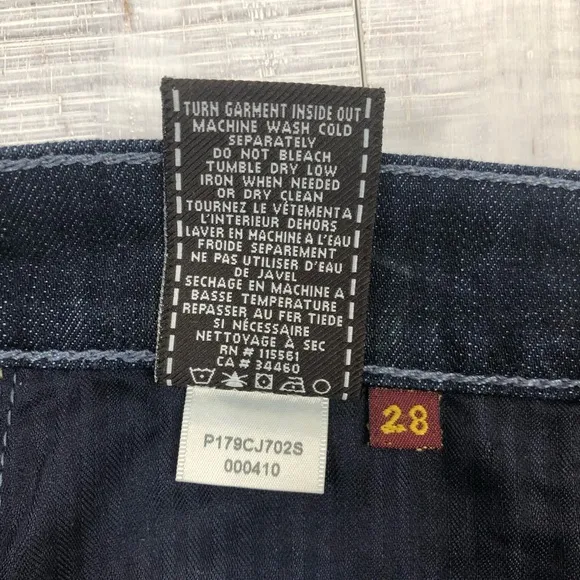 TURN GARMENT INSIDE OUT
MACHINE WASH COLD
SEPARATELY
DO NOT BLEACH
TUMBLE DRY LOW
IRON WHEN NEEDED
OR DRY CLEAN
TOURNEZ LE VÉTEMENT A
L'INTERIEUR DEHORS
LAVER EN MACHINE A L'EAU
FROIDE SEPAREMENT
NE PAS UTILISER D'EAU
DE JAVEL
SECHAGE EN MACHINE A
BASSE TEMPERATURE
REPASSER AU FER TIEDE
SI NÉCESSAIRE
NETTOYAGE À SEC
RN # 115561
CA # 34460
P179CJ702S
000410
28